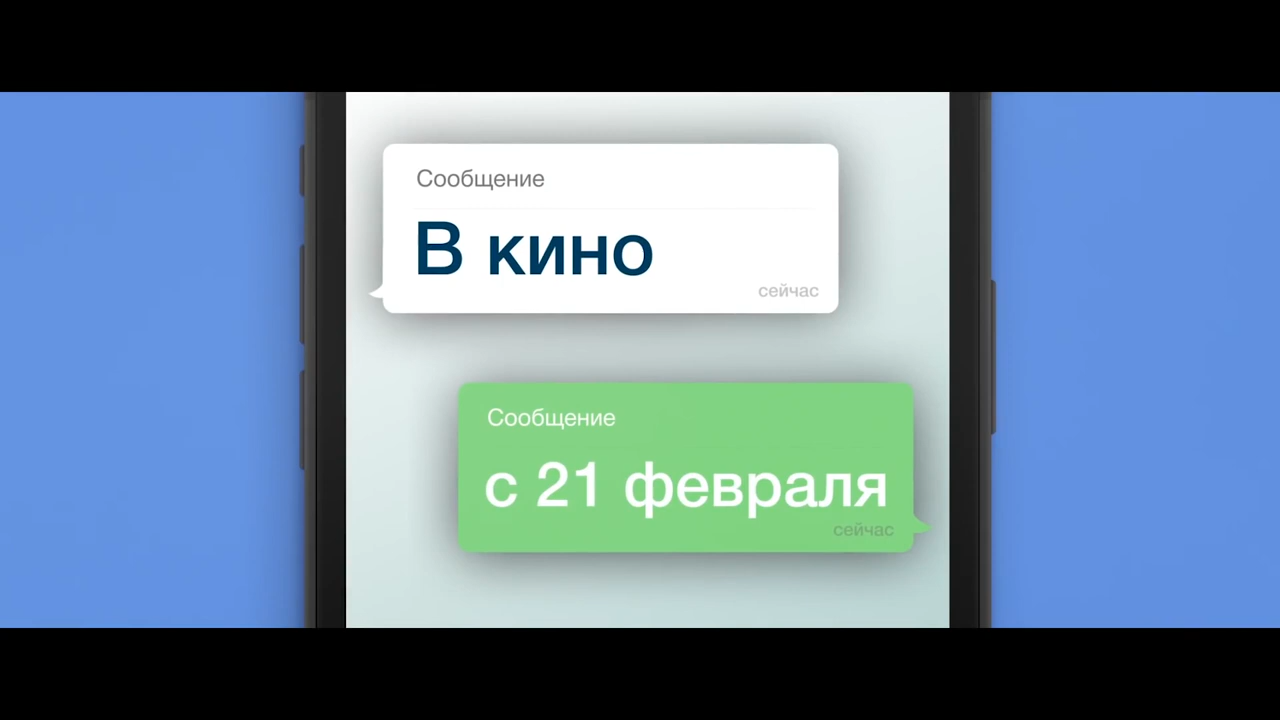 Сообщение
В кино
сейчас
Сообщение
с 21 февраля
сейчас